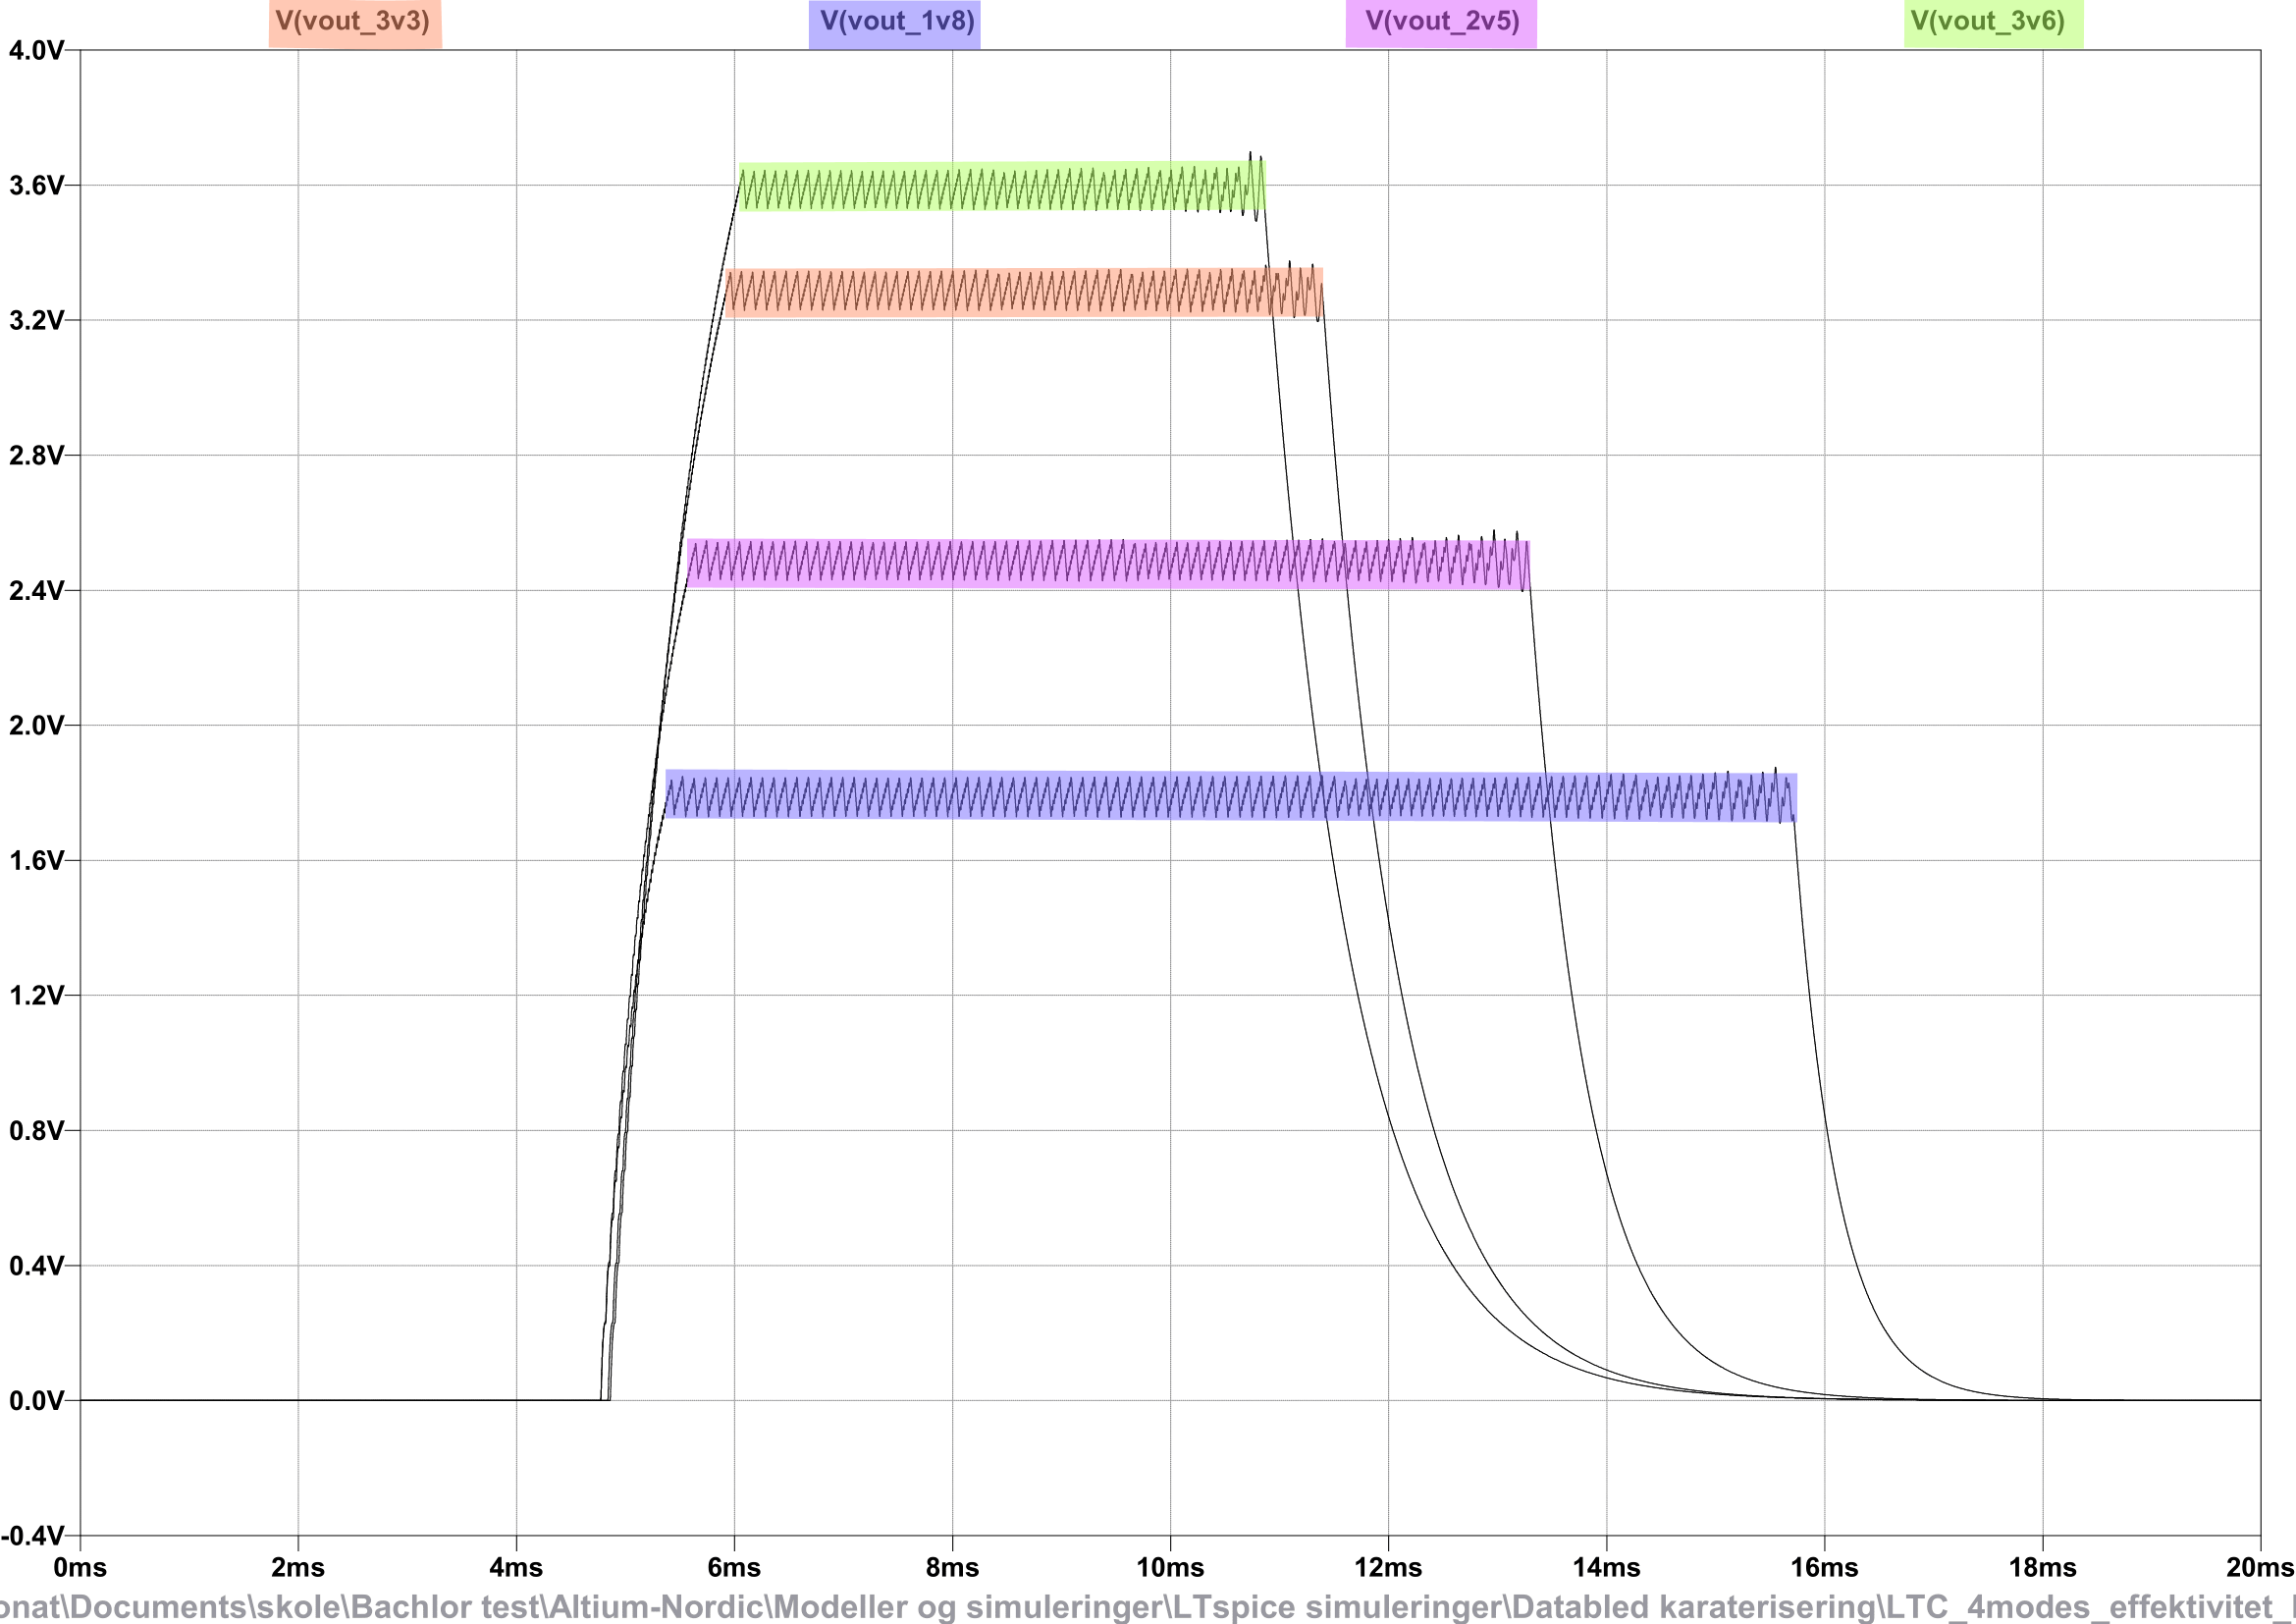 V(vout_3v3) V(vout_1v8) V(vout_2v5) V(vout_3v6)
4.0V
3.6V
3.2V
2.8V
2.4V
2.0V
1.6V
1.2V
0.8V
0.4V
0.0V
-0.4V
0ms 2ms 4ms 6ms 8ms 10ms 12ms 14ms 16ms 18ms 20ms
onat\Documents\skole\Bachlor test\Altium-Nordic\Modeller og simuleringer\LTspice simuleringer\Databled karaterisering\LTC_4modes_effektivitet_